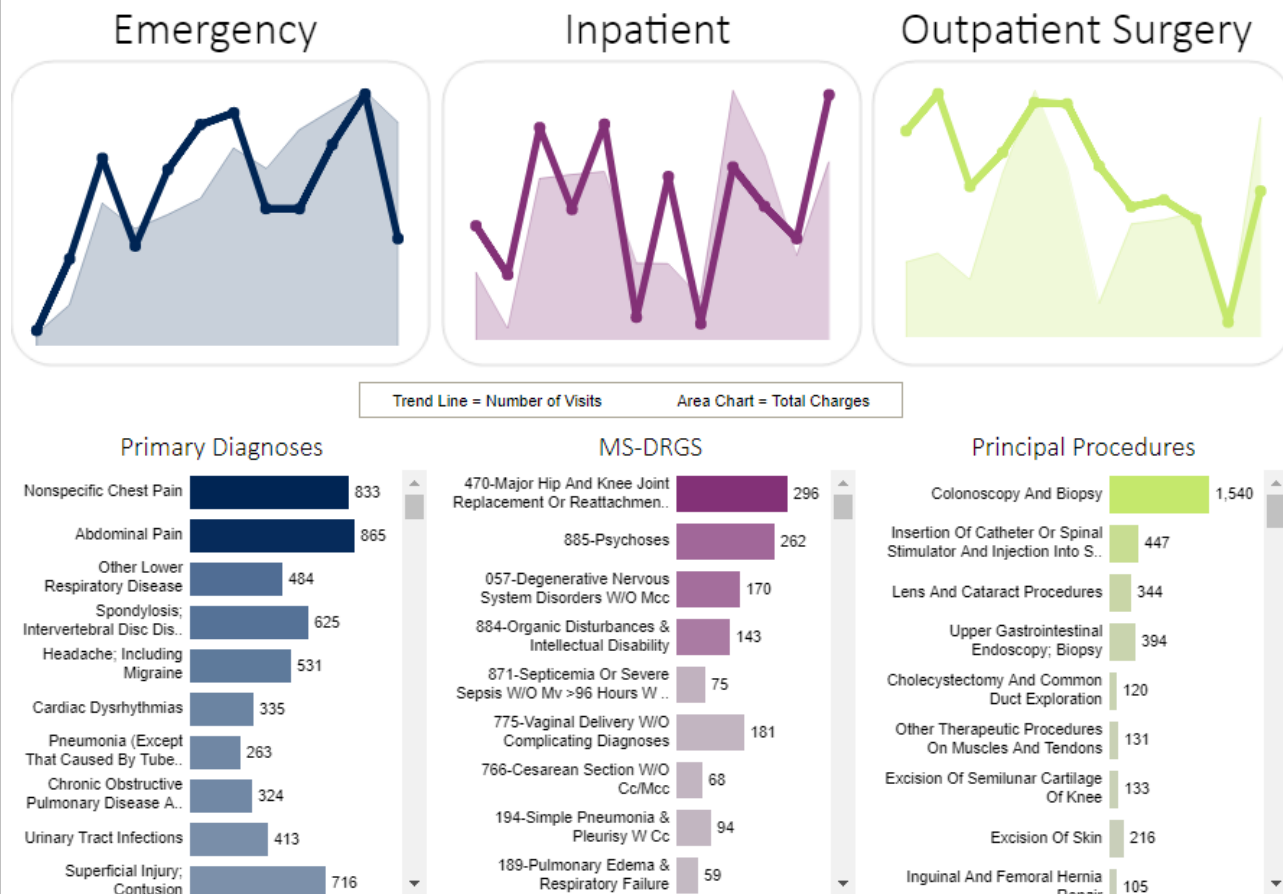 Emergency
Inpatient
Outpatient Surgery
Trend Line = Number of Visits
Area Chart = Total Charges
Primary Diagnoses
Nonspecific Chest Pain
833
Abdominal Pain
865
Other Lower
Respiratory Disease
484
Spondylosis;
Intervertebral Disc Dis..
625
Headache; Including
Migraine
531
Cardiac Dysrhythmias
335
Pneumonia (Except
That Caused By Tube..
263
Chronic Obstructive
Pulmonary Disease A..
324
Urinary Tract Infections
413
Superficial Injury;
Contusion
716
MS-DRGS
470-Major Hip And Knee Joint
Replacement Or Reattachmen..
296
885-Psychoses
262
057-Degenerative Nervous
System Disorders W/O Mcc
170
884-Organic Disturbances &
Intellectual Disability
143
871-Septicemia Or Severe
Sepsis W/O Mv >96 Hours W ..
75
775-Vaginal Delivery W/O
Complicating Diagnoses
181
766-Cesarean Section W/O
Cc/Mcc
68
194-Simple Pneumonia &
Pleurisy W Cc
94
189-Pulmonary Edema &
Respiratory Failure
59
Principal Procedures
Colonoscopy And Biopsy
1,540
Insertion Of Catheter Or Spinal
Stimulator And Injection Into S..
447
Lens And Cataract Procedures
344
Upper Gastrointestinal
Endoscopy; Biopsy
394
Cholecystectomy And Common
Duct Exploration
120
Other Therapeutic Procedures
On Muscles And Tendons
131
Excision Of Semilunar Cartilage
Of Knee
133
Excision Of Skin
216
Inguinal And Femoral Hernia
Repair
105